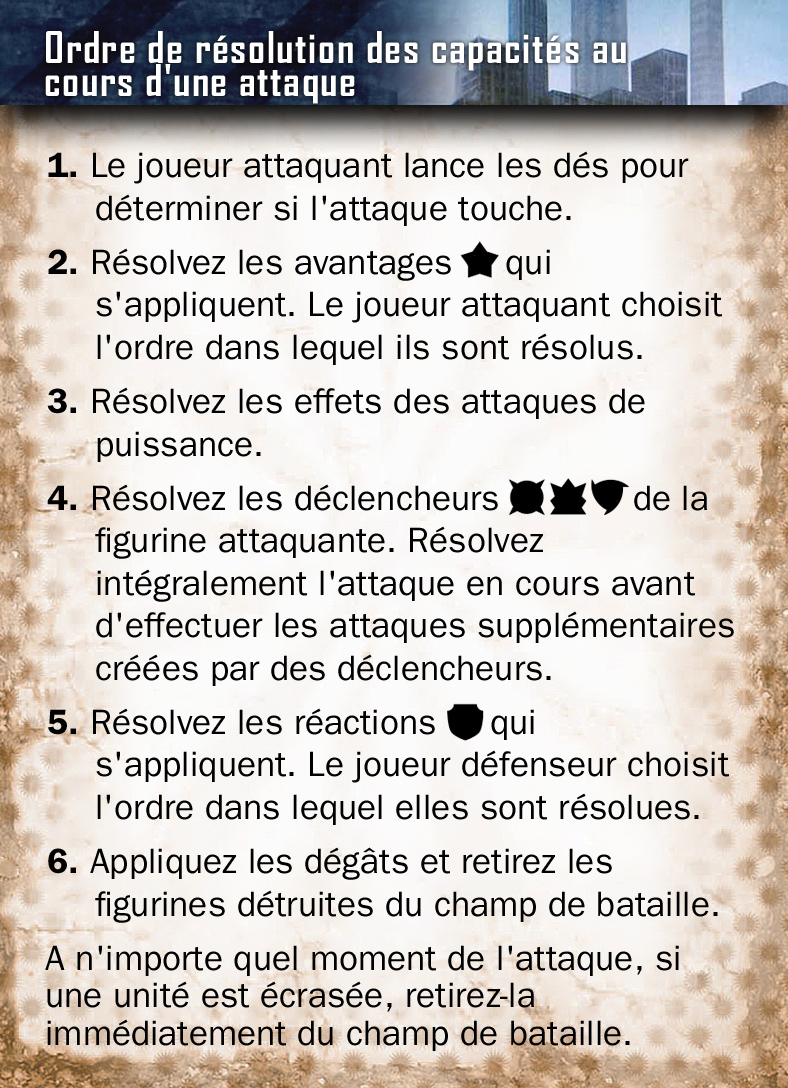 Ordre de résolution des capacités au
cours d'une attaque
1. Le joueur attaquant lance les dés pour
déterminer si l'attaque touche.
2. Résolvez les avantages qui
s'appliquent. Le joueur attaquant choisit
l'ordre dans lequel ils sont résolus.
3. Résolvez les effets des attaques de
puissance.
4. Résolvez les déclencheurs de la
figurine attaquante. Résolvez
intégralement l'attaque en cours avant
d'effectuer les attaques supplémentaires
créées par des déclencheurs.
5. Résolvez les réactions qui
s'appliquent. Le joueur défenseur choisit
l'ordre dans lequel elles sont résolues.
6. Appliquez les dégâts et retirez les
figurines détruites du champ de bataille.
A n'importe quel moment de l'attaque, si
une unité est écrasée, retirez-la
immédiatement du champ de bataille.